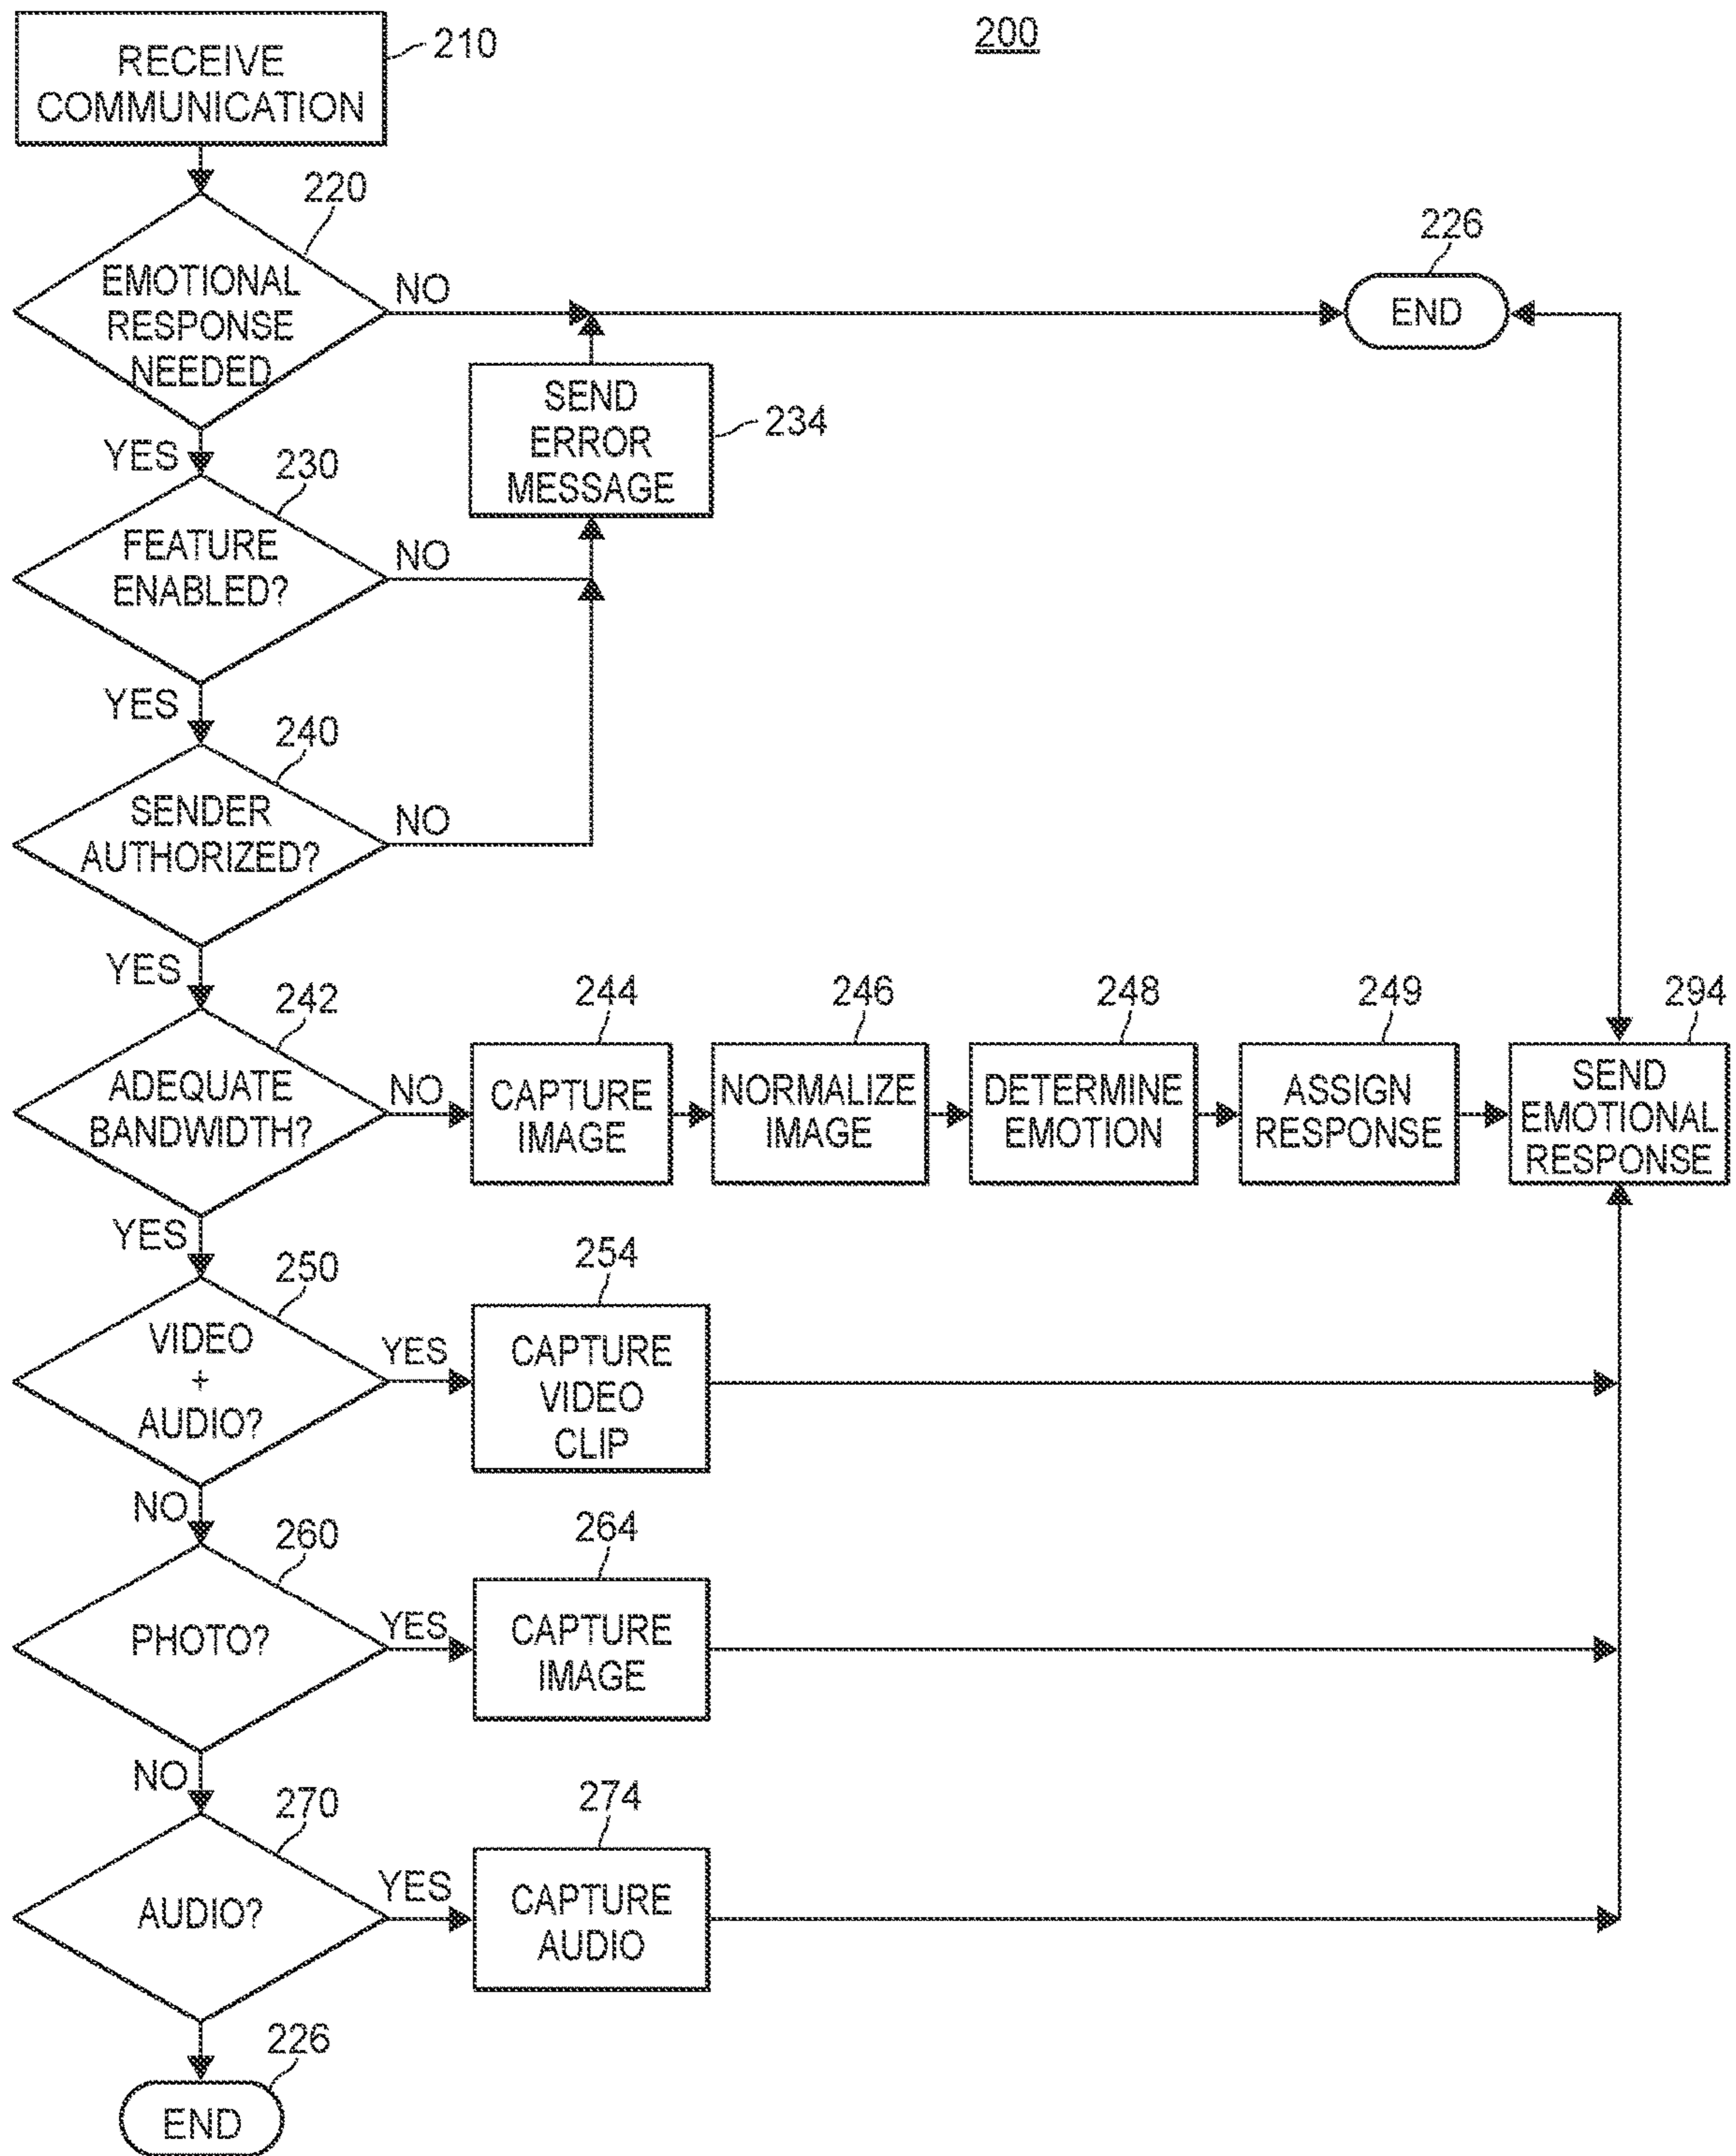 200
RECEIVE
COMMUNICATION
210
220
EMOTIONAL
RESPONSE
NEEDED
NO
226
END
SEND
ERROR
MESSAGE
234
YES
230
FEATURE
ENABLED?
NO
YES
240
SENDER
AUTHORIZED?
NO
YES
242
ADEQUATE
BANDWIDTH?
NO
244
CAPTURE
IMAGE
246
NORMALIZE
IMAGE
248
DETERMINE
EMOTION
249
ASSIGN
RESPONSE
294
SEND
EMOTIONAL
RESPONSE
YES
250
VIDEO
+
AUDIO?
YES
254
CAPTURE
VIDEO
CLIP
NO
260
PHOTO?
YES
264
CAPTURE
IMAGE
NO
270
AUDIO?
YES
274
CAPTURE
AUDIO
226
END